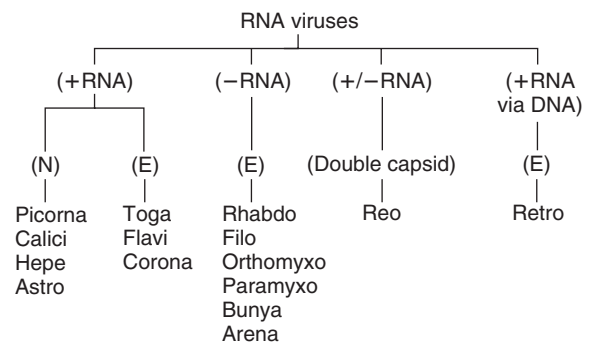 RNA viruses
(+RNA) (−RNA) (+/−RNA) (+RNA
via DNA)
(N) (E) (E) (Double capsid) (E)
Picorna Toga Rhabdo Reo Retro
Calici Flavi Filo
Hepe Corona Orthomyxo
Astro Paramyxo
Bunya
Arena